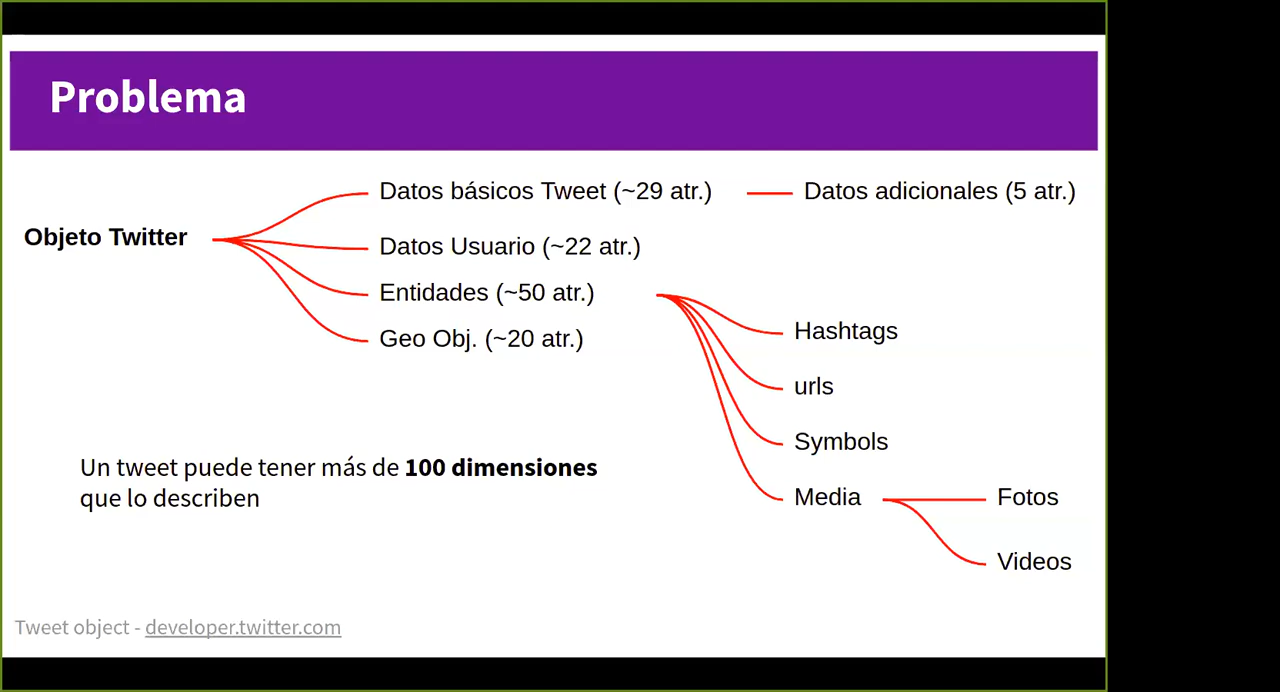 Problema
Objeto Twitter
Datos básicos Tweet (~29 atr.)
Datos adicionales (5 atr.)
Datos Usuario (~22 atr.)
Entidades (~50 atr.)
Geo Obj. (~20 atr.)
Hashtags
urls
Symbols
Media
Fotos
Videos
Un tweet puede tener más de 100 dimensiones
que lo describen
Tweet object - developer.twitter.com